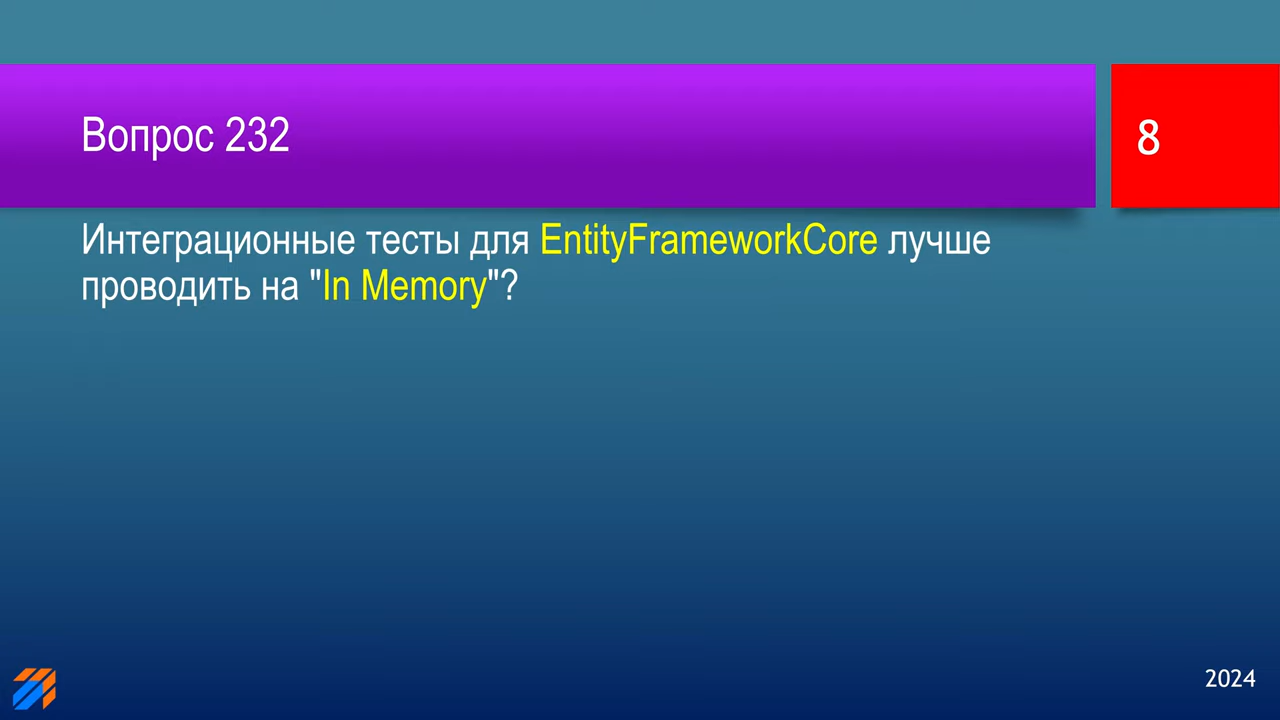 Вопрос 232
8
Интеграционные тесты для EntityFrameworkCore лучше
проводить на "In Memory"?
2024